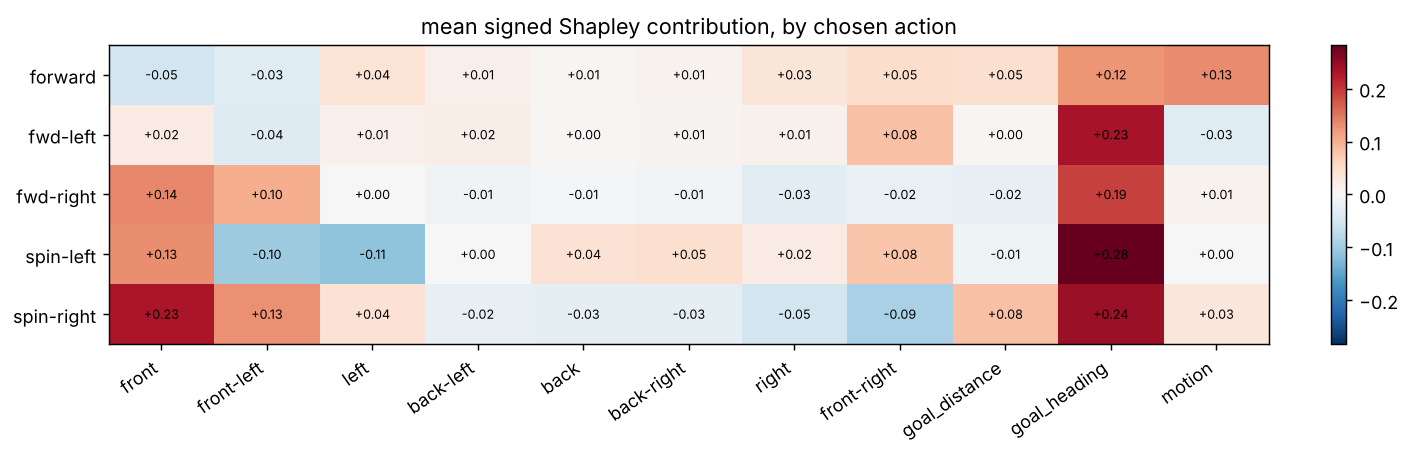 mean signed Shapley contribution, by chosen action
forward -0.05 -0.03 +0.04 +0.01 +0.01 +0.01 +0.03 +0.05 +0.05 +0.12 +0.13
fwd-left +0.02 -0.04 +0.01 +0.02 +0.00 +0.01 +0.01 +0.08 +0.00 +0.23 -0.03
fwd-right +0.14 +0.10 +0.00 -0.01 -0.01 -0.01 -0.03 -0.02 -0.02 +0.19 +0.01
spin-left +0.13 -0.10 -0.11 +0.00 +0.04 +0.05 +0.02 +0.08 -0.01 +0.28 +0.00
spin-right +0.23 +0.13 +0.04 -0.02 -0.03 -0.03 -0.05 -0.09 +0.08 +0.24 +0.03
front front-left left back-left back back-right right front-right goal_distance goal_heading motion
0.2
0.1
0.0
−0.1
−0.2